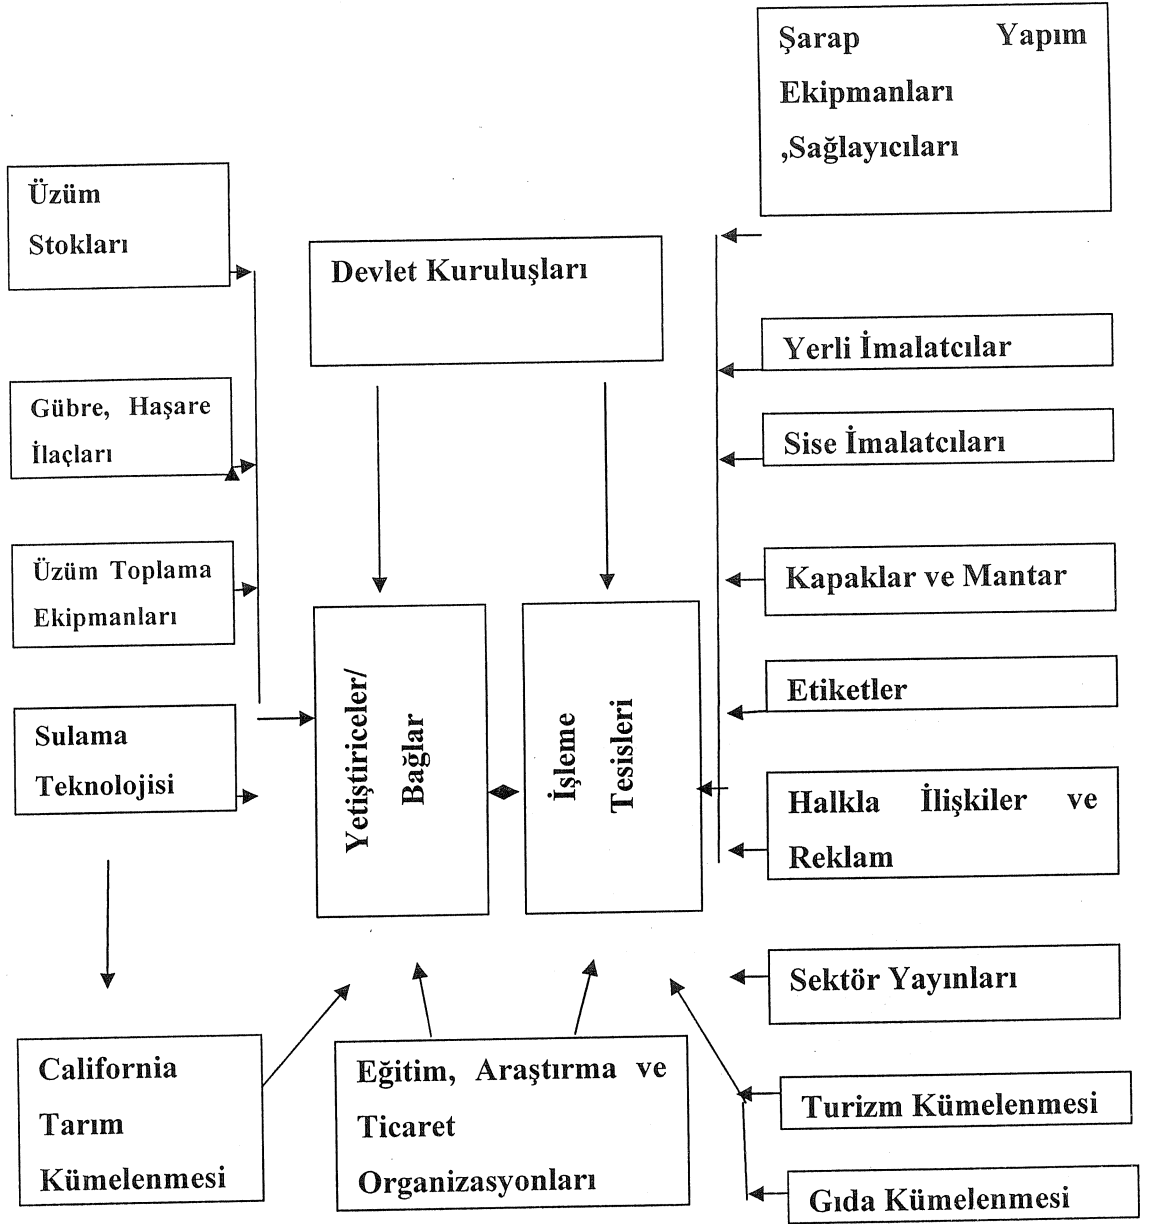 Şarap Yapım
Ekipmanları
,Sağlayıcıları
Üzüm
Stokları
Devlet Kuruluşları
Yerli İmalatcılar
Gübre, Haşare
İlaçları
Sise İmalatcıları
Üzüm Toplama
Ekipmanları
Kapaklar ve Mantar
Yetiştiriceler/
Bağlar
İşleme
Tesisleri
Etiketler
Sulama
Teknolojisi
Halkla İlişkiler ve
Reklam
Sektör Yayınları
California
Tarım
Kümelenmesi
Eğitim, Araştırma ve
Ticaret
Organizasyonları
Turizm Kümelenmesi
Gıda Kümelenmesi